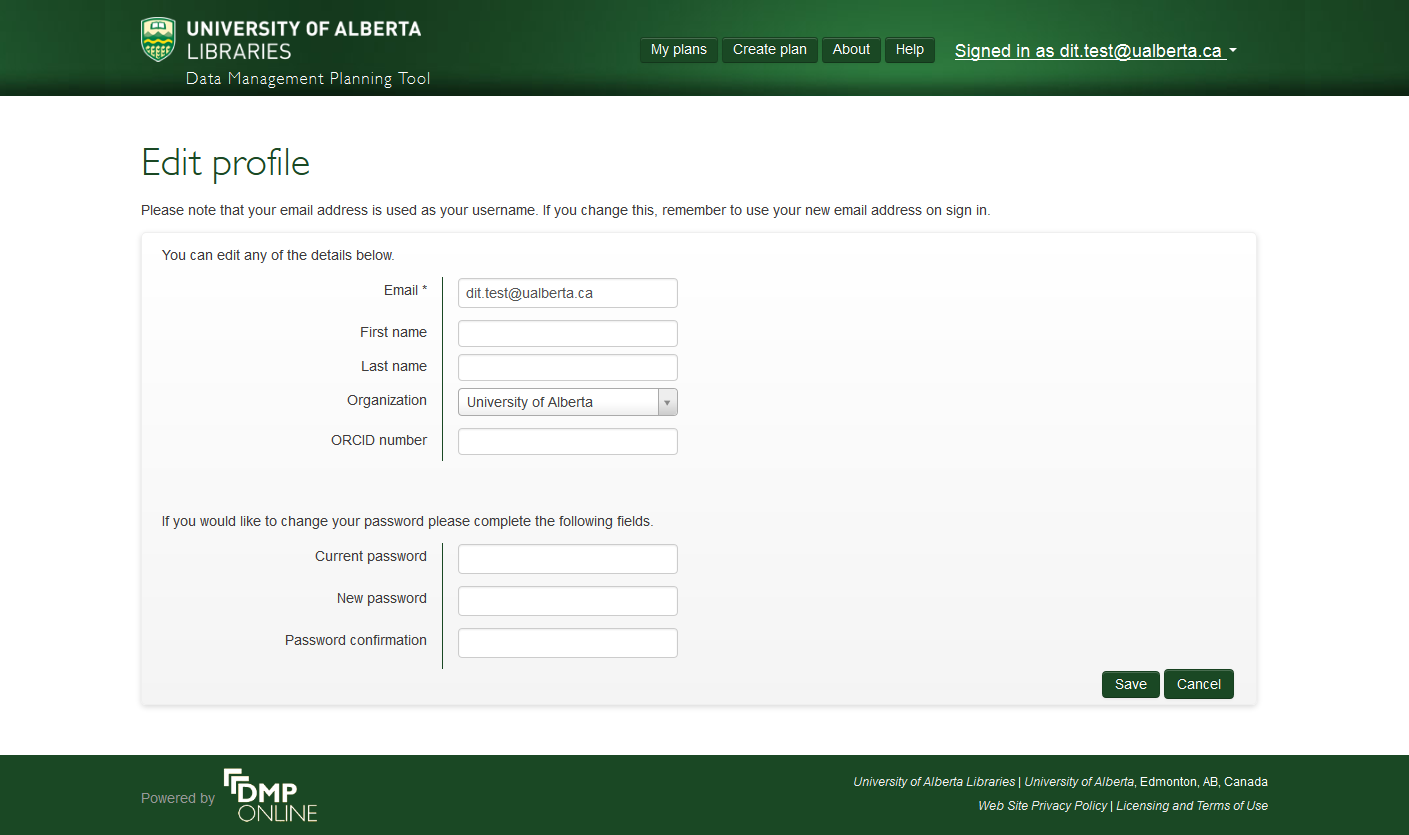 UNIVERSITY OF ALBERTA
LIBRARIES
Data Management Planning Tool
My plans Create plan About Help Signed in as dit.test@ualberta.ca
Edit profile
Please note that your email address is used as your username. If you change this, remember to use your new email address on sign in.
You can edit any of the details below.
Email * dit.test@ualberta.ca
First name
Last name
Organization University of Alberta
ORCID number
If you would like to change your password please complete the following fields.
Current password
New password
Password confirmation
Save Cancel
Powered by DMP ONLINE
University of Alberta Libraries | University of Alberta, Edmonton, AB, Canada
Web Site Privacy Policy | Licensing and Terms of Use